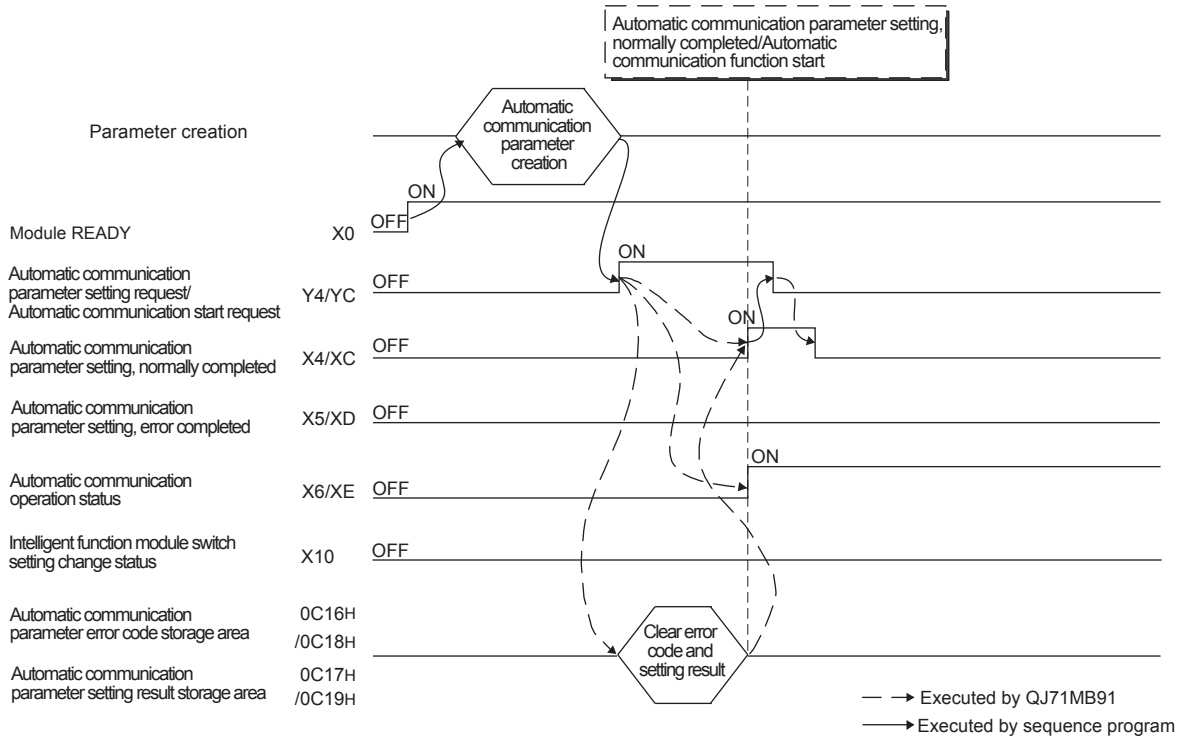 Automatic communication parameter setting,
normally completed/Automatic
communication function start
Automatic
communication
parameter
creation
Parameter creation
ON
Module READY X0 OFF
ON
Automatic communication
parameter setting request/
Automatic communication start request Y4/YC OFF
ON
Automatic communication
parameter setting, normally completed X4/XC OFF
Automatic communication
parameter setting, error completed X5/XD OFF
ON
Automatic communication
operation status X6/XE OFF
Intelligent function module switch
setting change status X10 OFF
Automatic communication
parameter error code storage area
0C16H
/0C18H
Clear error
code and
setting result
Automatic communication
parameter setting result storage area
0C17H
/0C19H
Executed by QJ71MB91
Executed by sequence program